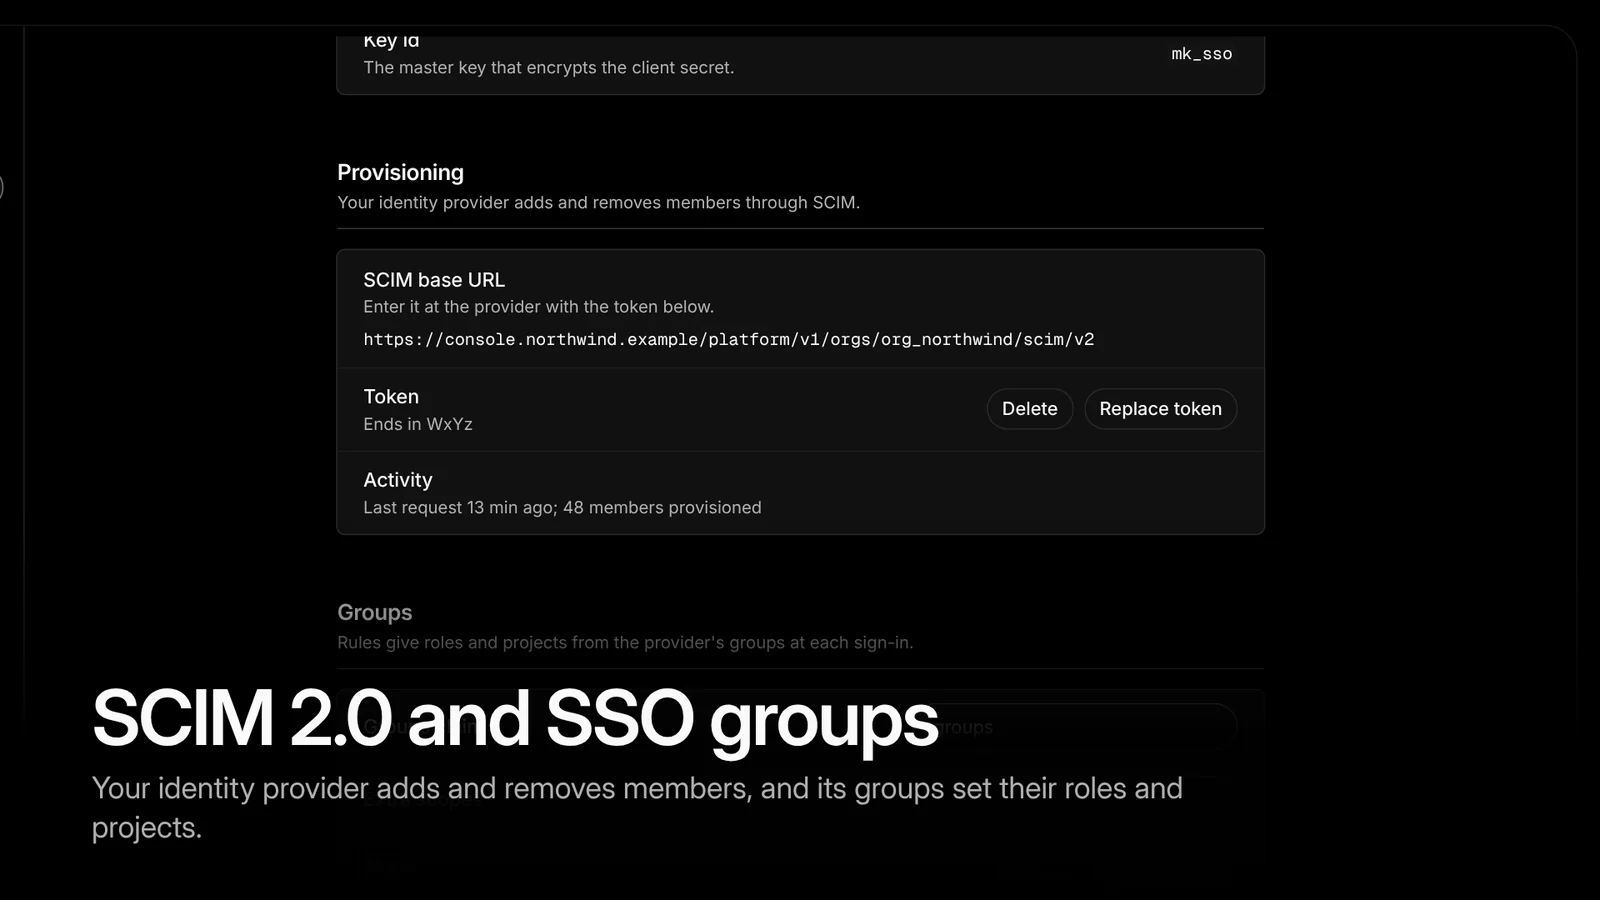 Key Id
The master key that encrypts the client secret.
mk_sso
Provisioning
Your identity provider adds and removes members through SCIM.
SCIM base URL
Enter it at the provider with the token below.
https://console.northwind.example/platform/v1/orgs/org_northwind/scim/v2
Token
Ends in WxYz
Delete
Replace token
Activity
Last request 13 min ago; 48 members provisioned
Groups
Rules give roles and projects from the provider's groups at each sign-in.
groups
SCIM 2.0 and SSO groups
Your identity provider adds and removes members, and its groups set their roles and
projects.